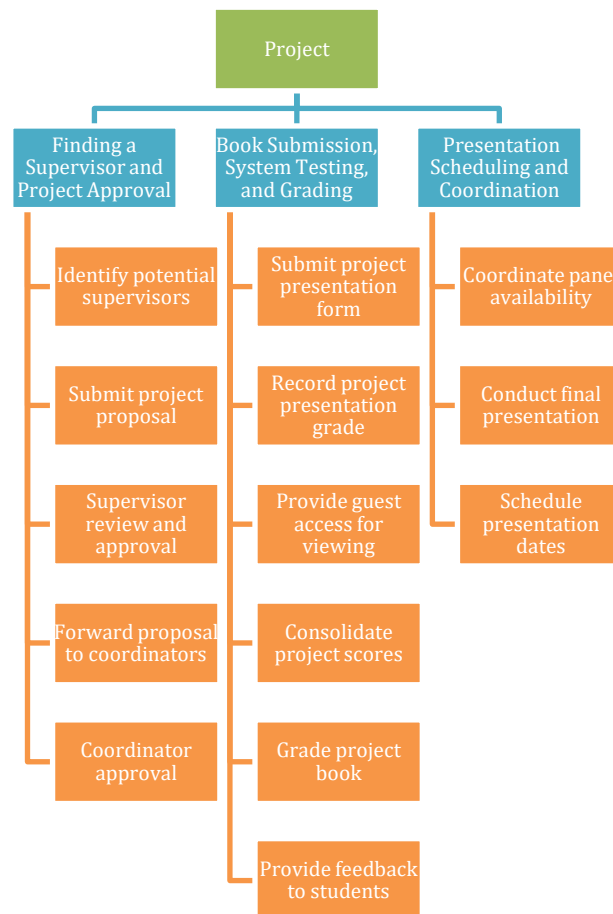 Project
Finding a
Supervisor and
Project Approval
Identify potential
supervisors
Submit project
proposal
Supervisor
review and
approval
Forward proposal
to coordinators
Coordinator
approval
Book Submission,
System Testing,
and Grading
Submit project
presentation
form
Record project
presentation
grade
Provide guest
access for
viewing
Consolidate
project scores
Grade project
book
Provide feedback
to students
Presentation
Scheduling and
Coordination
Coordinate panel
availability
Conduct final
presentation
Schedule
presentation
dates